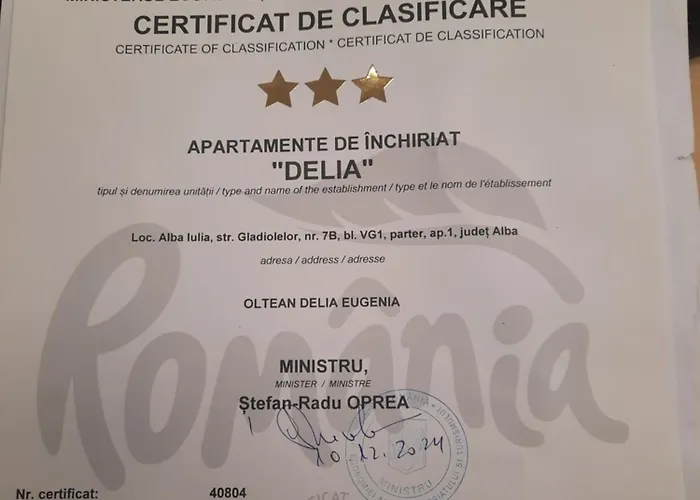 CERTIFICAT DE CLASIFICARE
CERTIFICATE OF CLASSIFICATION * CERTIFICAT DE CLASSIFICATION
APARTAMENTE DE ÎNCHIRIAT
"DELIA"
tipul și denumirea unității / type and name of the establishment / type et le nom de l'établissement
Loc. Alba Iulia, str. Gladiolelor, nr. 7B, bl. VG1, parter, ap.1, județ Alba
adresa / address / adresse
OLTEAN DELIA EUGENIA
România
MINISTRU,
MINISTER / MINISTRE
Ștefan-Radu OPREA
10.12.2024
MINISTRU
Nr. certificat: 40804